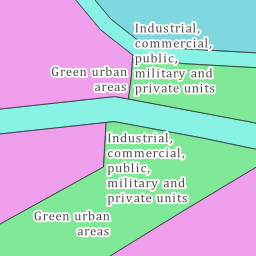 Industrial,
commercial,
public,
military and
private units
Green urban
areas
Industrial,
commercial,
public,
military and
private units
Green urban
areas